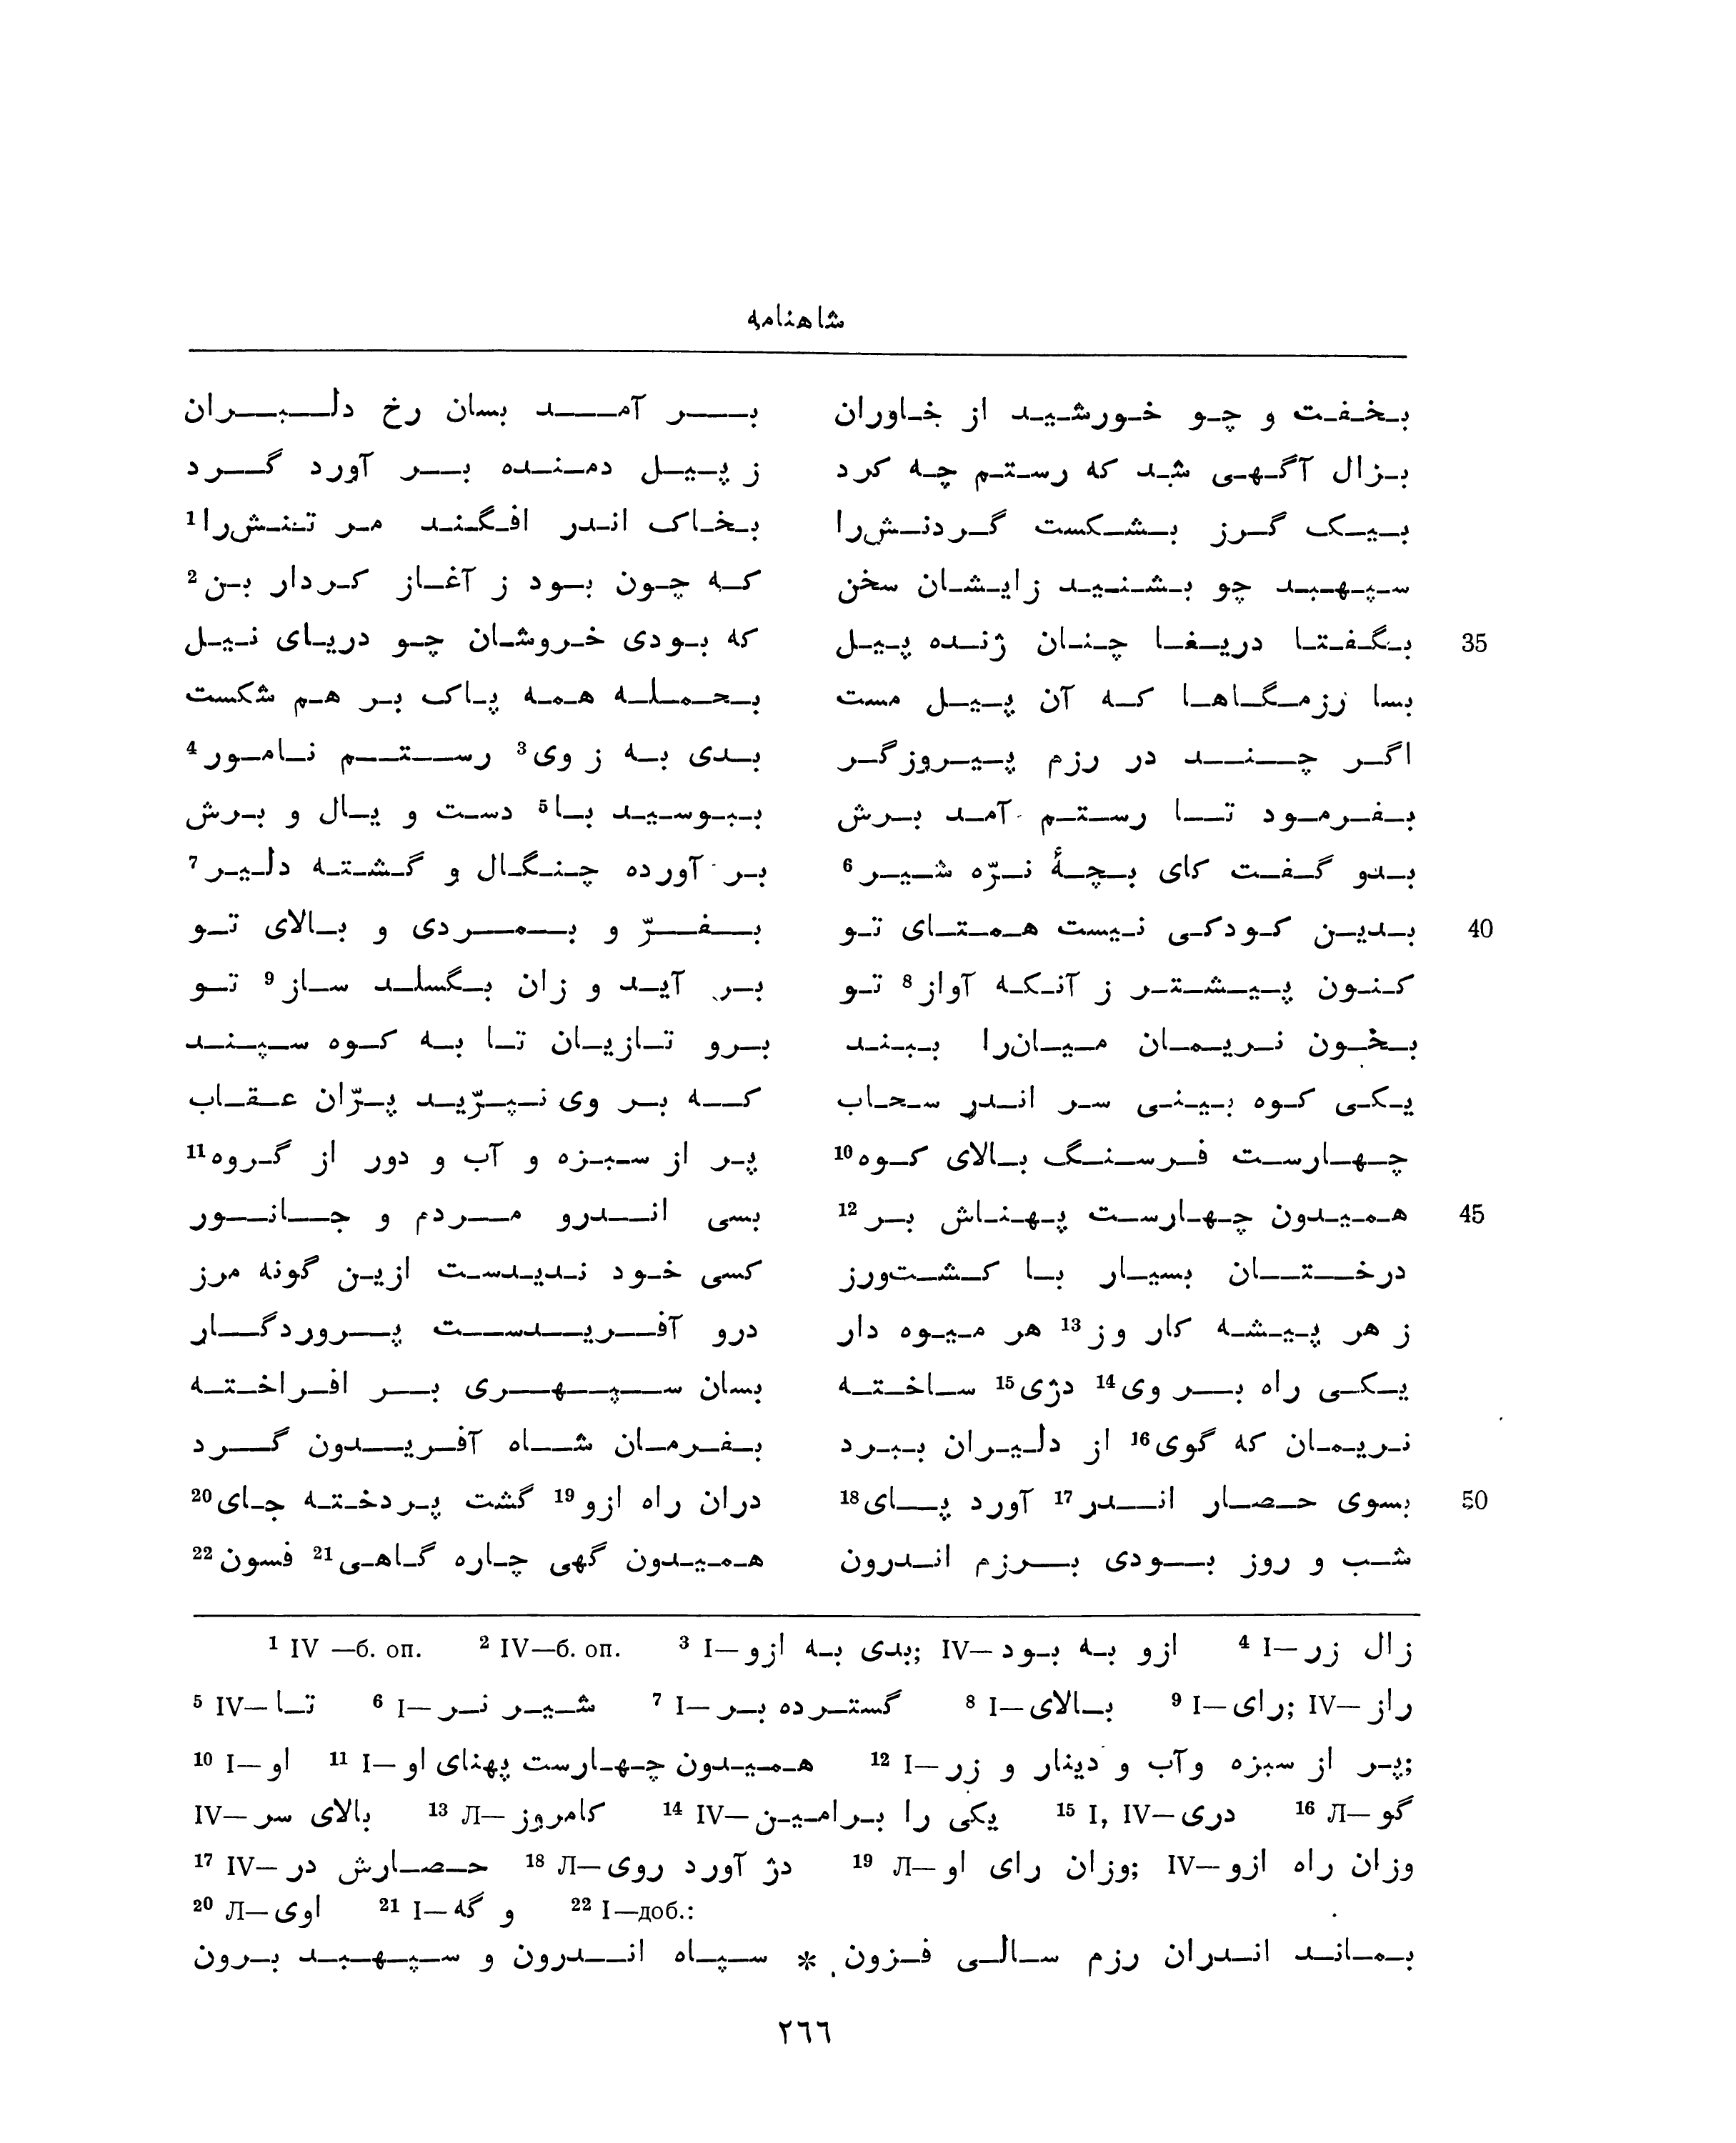 شاهنامه
بخفت و چو خورشید از خاوران بر آمد بسان رخ دلبران
بزال آگهی شد که رستم چه کرد ز پیل دمنده بر آورد گرد
بیک گرز بشکست گردنش‌را بخاک اندر افگند مر تنش‌را 1
سپهبد چو بشنید زایشان سخن که چون بود ز آغاز کردار بن 2
35 بگفتا دریغا چنان ژنده پیل که بودی خروشان چو دریای نیل
بسا رزمگاها که آن پیل مست بحمله همه پاک بر هم شکست
اگر چند در رزم پیروزگر بدی به ز وی 3 رستم نامور 4
بفرمود تا رستم آمد برش ببوسید با 5 دست و یال و برش
بدو گفت کای بچهٔ نرّه شیر 6 بر آورده چنگال و گشته دلیر 7
40 بدین کودکی نیست همتای تو بفرّ و بمردی و بالای تو
کنون پیشتر ز آنکه آواز 8 تو بر آید و زان بگسلد ساز 9 تو
بخون نریمان میان‌را ببند برو تازیان تا به کوه سپند
یکی کوه بینی سر اندر سحاب که بر وی نپرّید پرّان عقاب
چهارست فرسنگ بالای کوه 10 پر از سبزه و آب و دور از گروه 11
45 همیدون چهارست پهناش بر 12 بسی اندرو مردم و جانور
درختان بسیار با کشت‌ورز کسی خود ندیدست ازین گونه مرز
ز هر پیشه کار و ز 13 هر میوه دار درو آفریدست پروردگار
یکی راه بر وی 14 دژی 15 ساخته بسان سپهری بر افراخته
نریمان که گوی 16 از دلیران ببرد بفرمان شاه آفریدون گرد
50 بسوی حصار اندر 17 آورد پای 18 دران راه ازو 19 گشت پردخته جای 20
شب و روز بودی برزم اندرون همیدون گهی چاره گاهی 21 فسون 22
1 IV —б. оп. 2 IV—б. оп. 3 I—بدی به ازو; IV—ازو به بود 4 I—زال زر
5 IV—تا 6 I—شیر نر 7 I—گسترده بر 8 I—بالای 9 I—رای; IV—راز
10 I—او 11 I—همیدون چهارست پهنای او 12 I—پر از سبزه وآب و دینار و زر;
IV—بالای سر 13 Л—کامروز 14 IV—یکی را برامین 15 I, IV—دری 16 Л—گو
17 IV—حصارش در 18 Л—دژ آورد روی 19 Л—وزان رای او; IV—وزان راه ازو
20 Л—اوی 21 I—و گه 22 I—доб.:
بماند اندران رزم سالی فزون * سپاه اندرون و سپهبد برون
٢٦٦